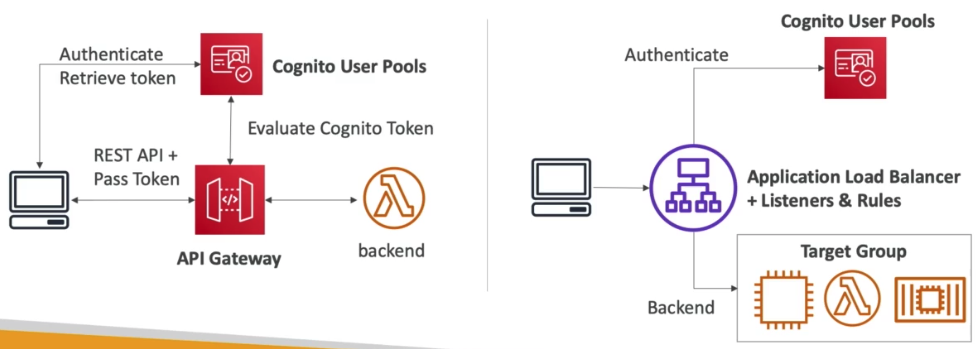 Authenticate
Retrieve token
Cognito User Pools
Evaluate Cognito Token
REST API +
Pass Token
</>
API Gateway
backend
Cognito User Pools
Authenticate
Application Load Balancer
+ Listeners & Rules
Target Group
Backend